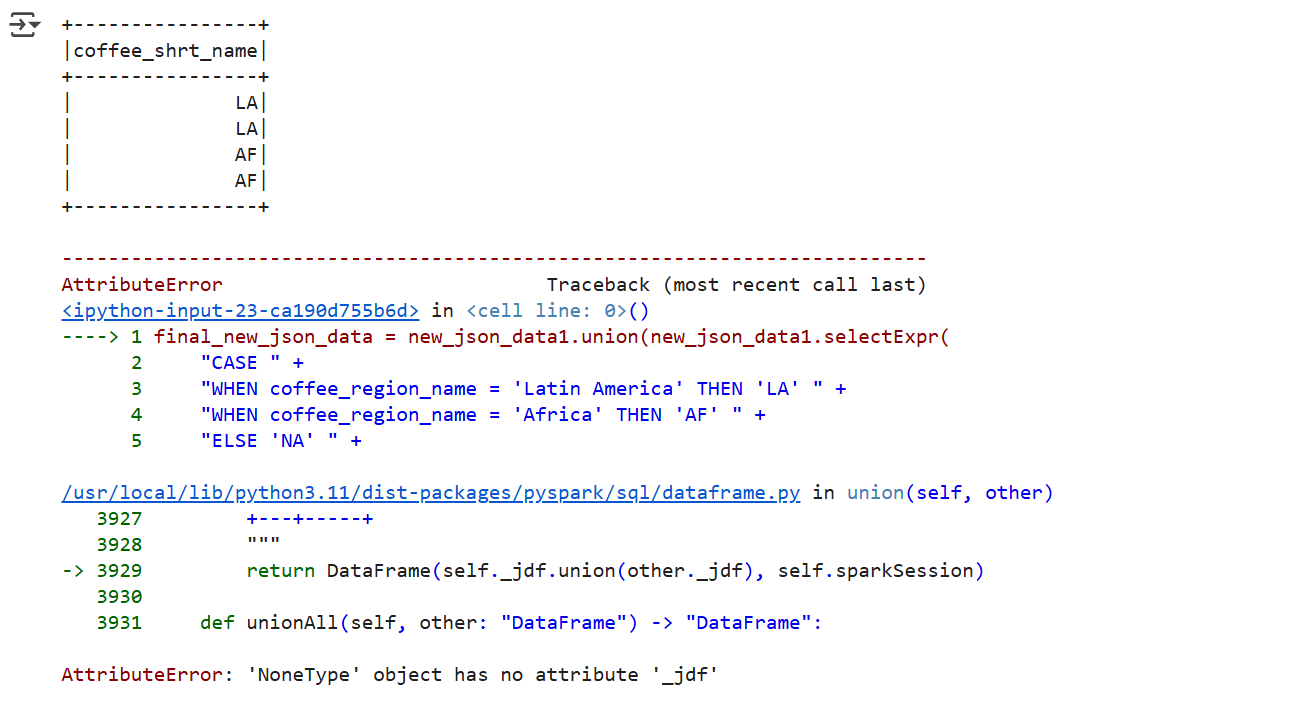 +----------------+
|coffee_shrt_name|
+----------------+
|              LA|
|              LA|
|              AF|
|              AF|
+----------------+
---------------------------------------------------------------------------
AttributeError                            Traceback (most recent call last)
<ipython-input-23-ca190d755b6d> in <cell line: 0>()
----> 1 final_new_json_data = new_json_data1.union(new_json_data1.selectExpr(
      2     "CASE " +
      3     "WHEN coffee_region_name = 'Latin America' THEN 'LA' " +
      4     "WHEN coffee_region_name = 'Africa' THEN 'AF' " +
      5     "ELSE 'NA' " +
/usr/local/lib/python3.11/dist-packages/pyspark/sql/dataframe.py in union(self, other)
   3927         +---+-----+
   3928         """
-> 3929         return DataFrame(self._jdf.union(other._jdf), self.sparkSession)
   3930
   3931     def unionAll(self, other: "DataFrame") -> "DataFrame":
AttributeError: 'NoneType' object has no attribute '_jdf'